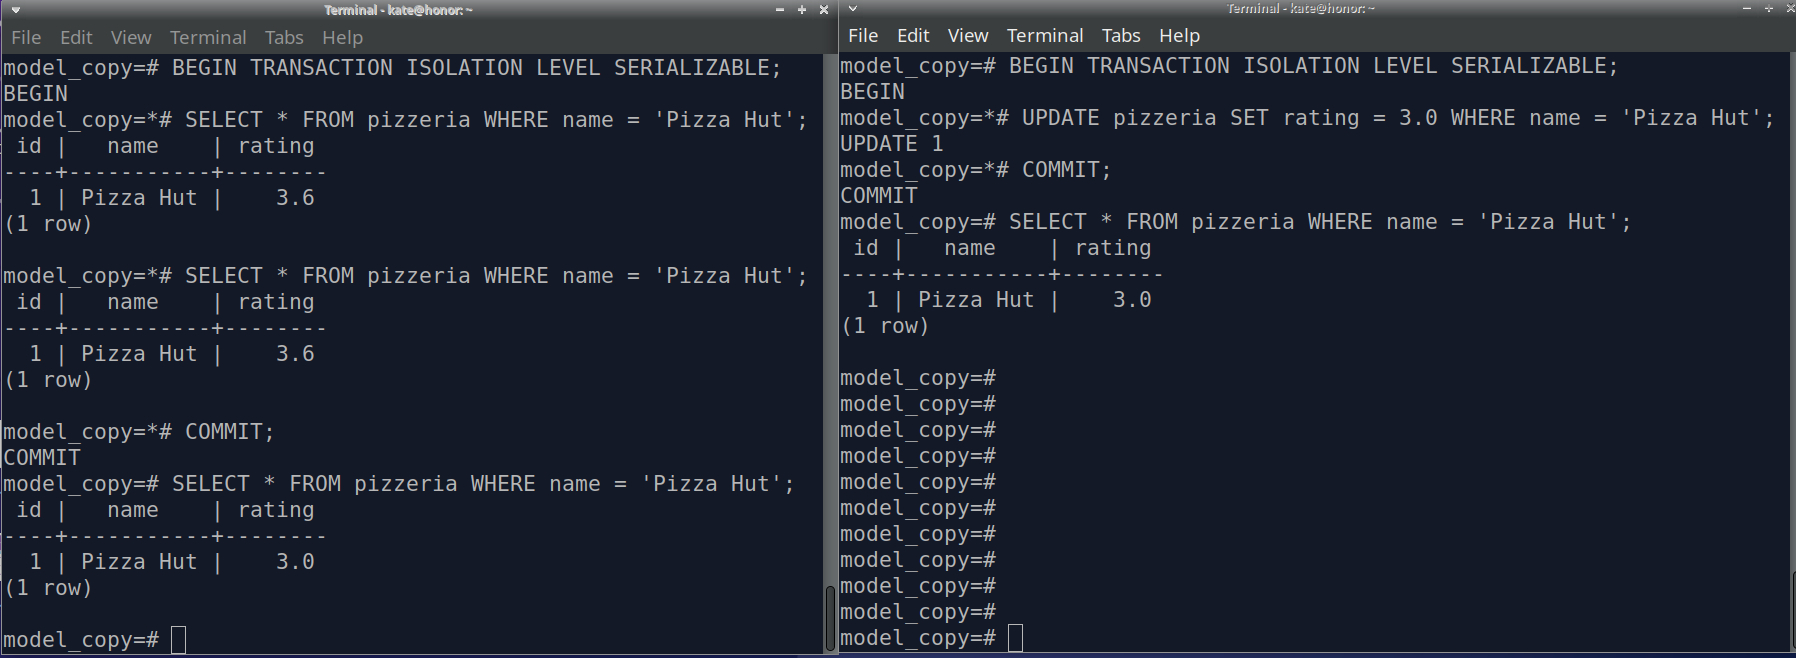 Terminal - kate@honor: ~
File Edit View Terminal Tabs Help
model_copy=# BEGIN TRANSACTION ISOLATION LEVEL SERIALIZABLE;
BEGIN
model_copy=*# SELECT * FROM pizzeria WHERE name = 'Pizza Hut';
 id |   name    | rating
----+-----------+--------
  1 | Pizza Hut |    3.6
(1 row)

model_copy=*# SELECT * FROM pizzeria WHERE name = 'Pizza Hut';
 id |   name    | rating
----+-----------+--------
  1 | Pizza Hut |    3.6
(1 row)

model_copy=*# COMMIT;
COMMIT
model_copy=# SELECT * FROM pizzeria WHERE name = 'Pizza Hut';
 id |   name    | rating
----+-----------+--------
  1 | Pizza Hut |    3.0
(1 row)

model_copy=#
Terminal - kate@honor: ~
File Edit View Terminal Tabs Help
model_copy=# BEGIN TRANSACTION ISOLATION LEVEL SERIALIZABLE;
BEGIN
model_copy=*# UPDATE pizzeria SET rating = 3.0 WHERE name = 'Pizza Hut';
UPDATE 1
model_copy=*# COMMIT;
COMMIT
model_copy=# SELECT * FROM pizzeria WHERE name = 'Pizza Hut';
 id |   name    | rating
----+-----------+--------
  1 | Pizza Hut |    3.0
(1 row)

model_copy=#
model_copy=#
model_copy=#
model_copy=#
model_copy=#
model_copy=#
model_copy=#
model_copy=#
model_copy=#
model_copy=#
model_copy=#